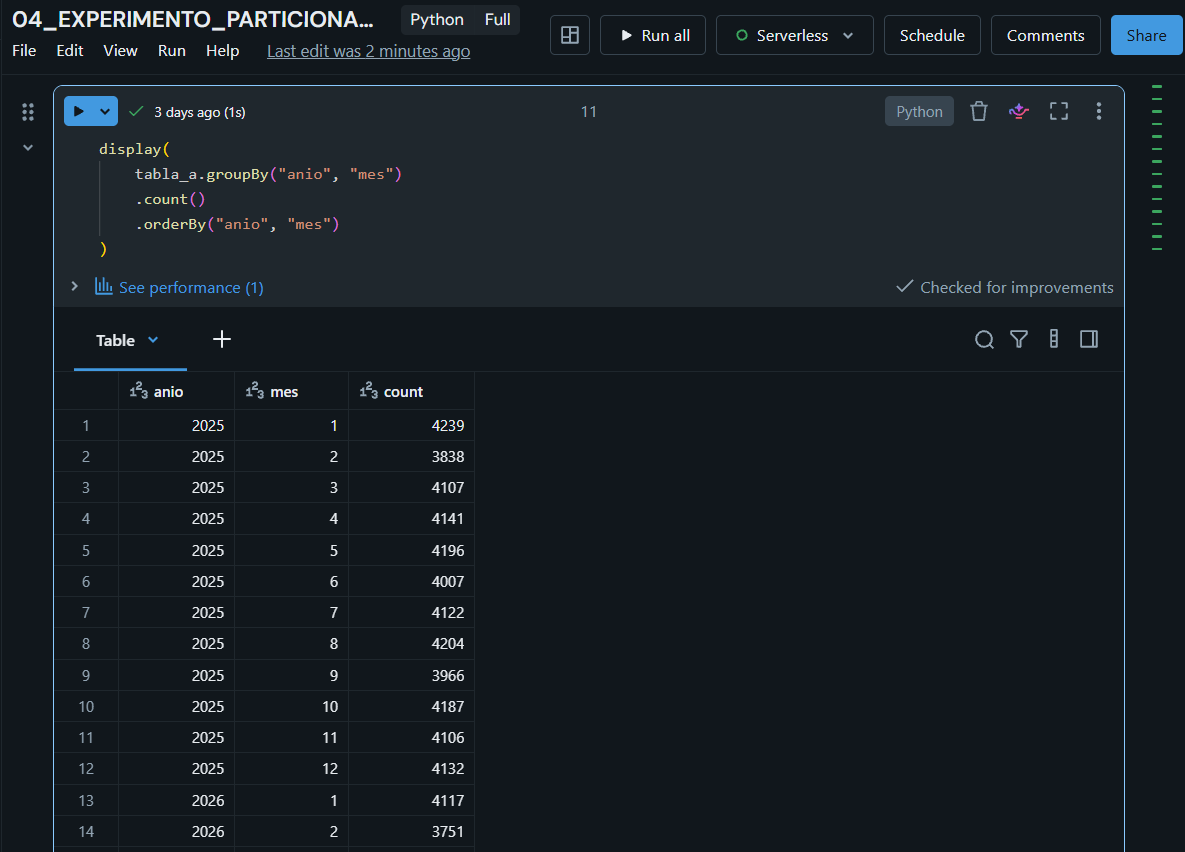 04_EXPERIMENTO_PARTICIONA... Python Full
File Edit View Run Help Last edit was 2 minutes ago
Run all Serverless Schedule Comments Share
3 days ago (1s) 11 Python
display(
tabla_a.groupBy("anio", "mes")
.count()
.orderBy("anio", "mes")
)
See performance (1) Checked for improvements
Table +
anio mes count
1 2025 1 4239
2 2025 2 3838
3 2025 3 4107
4 2025 4 4141
5 2025 5 4196
6 2025 6 4007
7 2025 7 4122
8 2025 8 4204
9 2025 9 3966
10 2025 10 4187
11 2025 11 4106
12 2025 12 4132
13 2026 1 4117
14 2026 2 3751